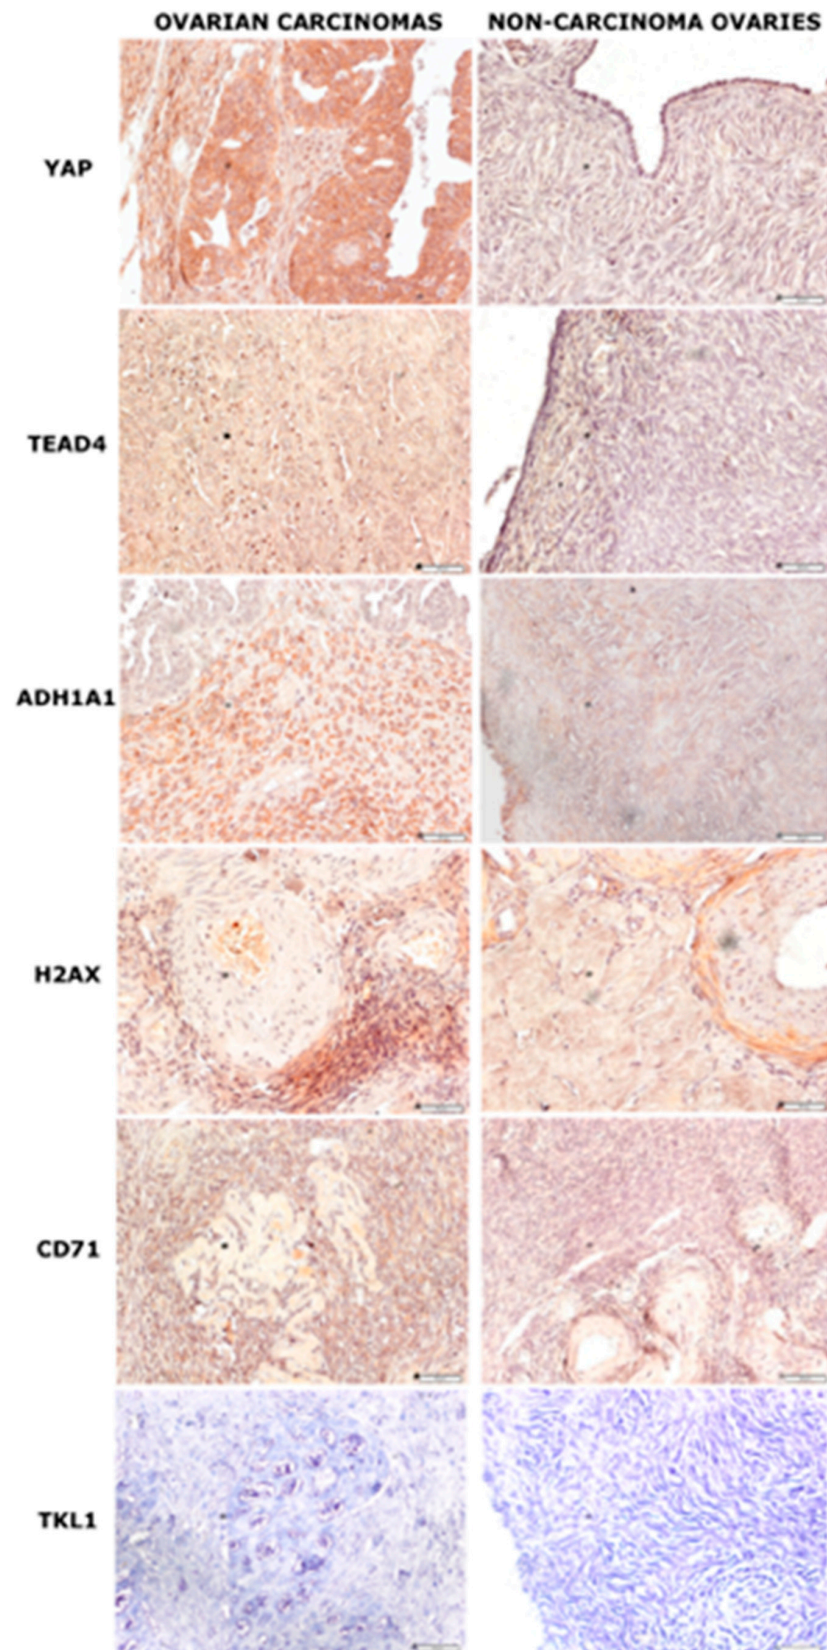 OVARIAN CARCINOMAS NON-CARCINOMA OVARIES
YAP
TEAD4
ADH1A1
H2AX
CD71
TKL1